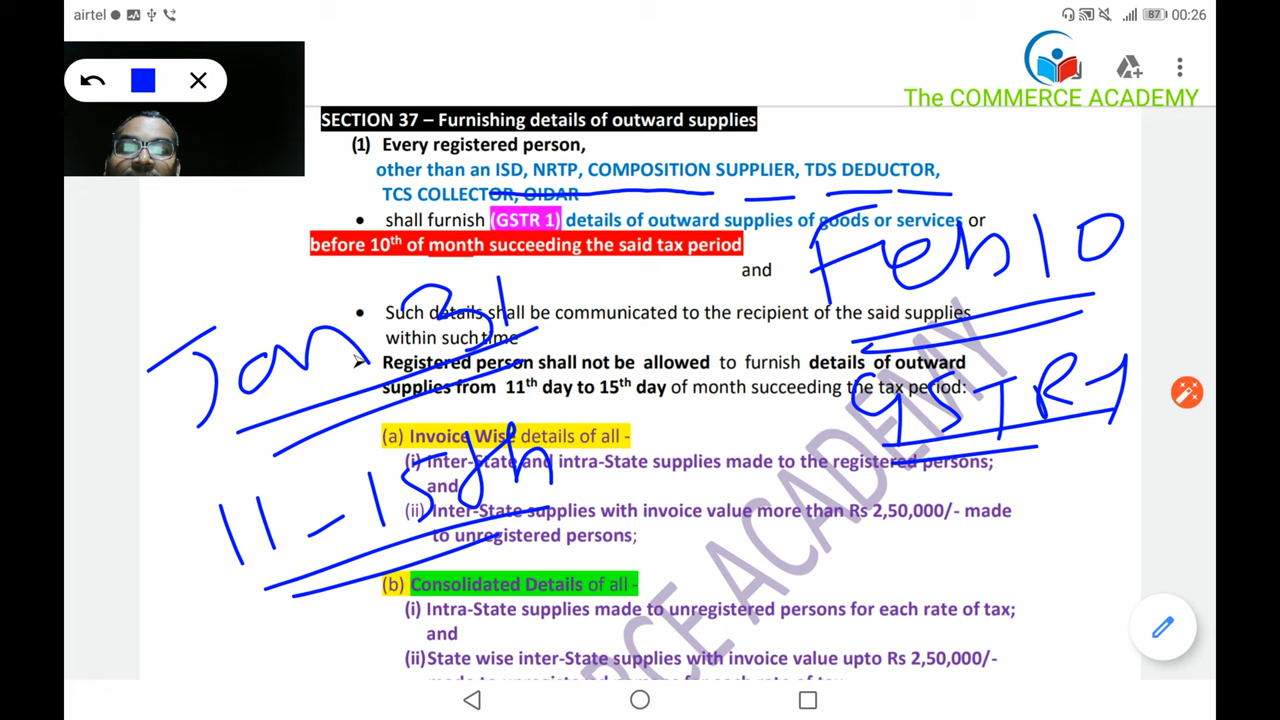 airtel
87 00:26
The COMMERCE ACADEMY
SECTION 37 – Furnishing details of outward supplies
(1) Every registered person,
other than an ISD, NRTP, COMPOSITION SUPPLIER, TDS DEDUCTOR,
TCS COLLECTOR, OIDAR
• shall furnish (GSTR 1) details of outward supplies of goods or services or
before 10th of month succeeding the said tax period
and
Feb 10
Jan 31
• Such details shall be communicated to the recipient of the said supplies
within such time
➢ Registered person shall not be allowed to furnish details of outward
supplies from 11th day to 15th day of month succeeding the tax period:
GSTR 1
(a) Invoice Wise details of all -
(i) Inter-State and intra-State supplies made to the registered persons;
and
11 - 15th
(ii) Inter-State supplies with invoice value more than Rs 2,50,000/- made
to unregistered persons;
(b) Consolidated Details of all -
(i) Intra-State supplies made to unregistered persons for each rate of tax;
and
(ii) State wise inter-State supplies with invoice value upto Rs 2,50,000/-
COMMERCE ACADEMY